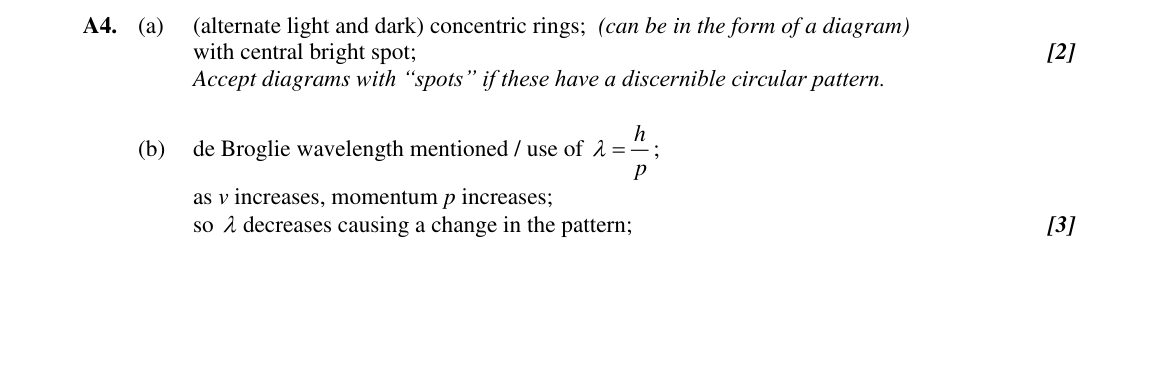 A4. (a) (alternate light and dark) concentric rings; (can be in the form of a diagram)
with central bright spot; [2]
Accept diagrams with “spots” if these have a discernible circular pattern.
(b) de Broglie wavelength mentioned / use of λ = h/p;
as v increases, momentum p increases;
so λ decreases causing a change in the pattern; [3]